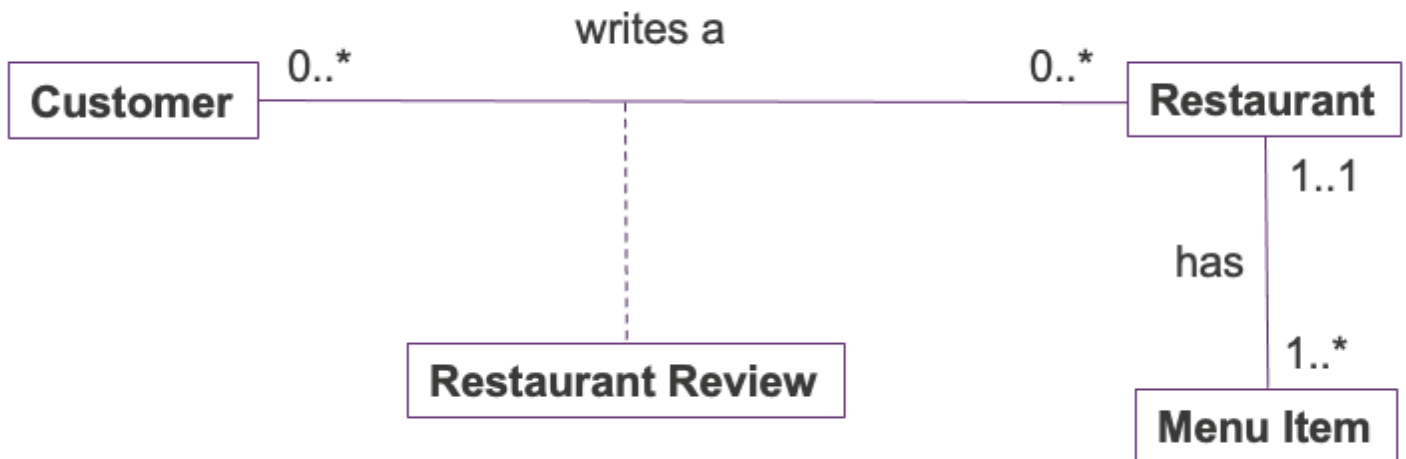 writes a
0..*
0..*
Customer
Restaurant
1..1
has
1..*
Restaurant Review
Menu Item